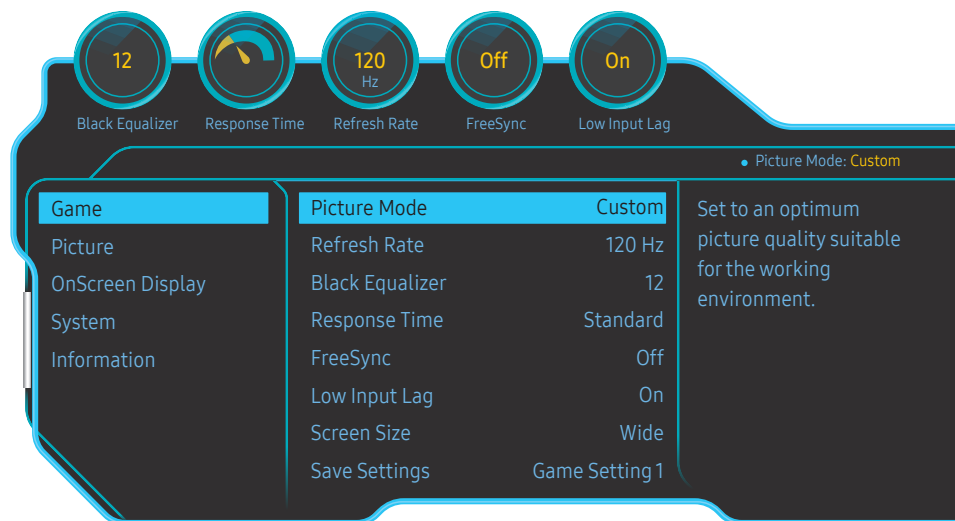 12
120
Hz
Off
On
Black Equalizer
Response Time
Refresh Rate
FreeSync
Low Input Lag
Picture Mode: Custom
Game
Picture
OnScreen Display
System
Information
Picture Mode Custom
Refresh Rate 120 Hz
Black Equalizer 12
Response Time Standard
FreeSync Off
Low Input Lag On
Screen Size Wide
Save Settings Game Setting 1
Set to an optimum
picture quality suitable
for the working
environment.